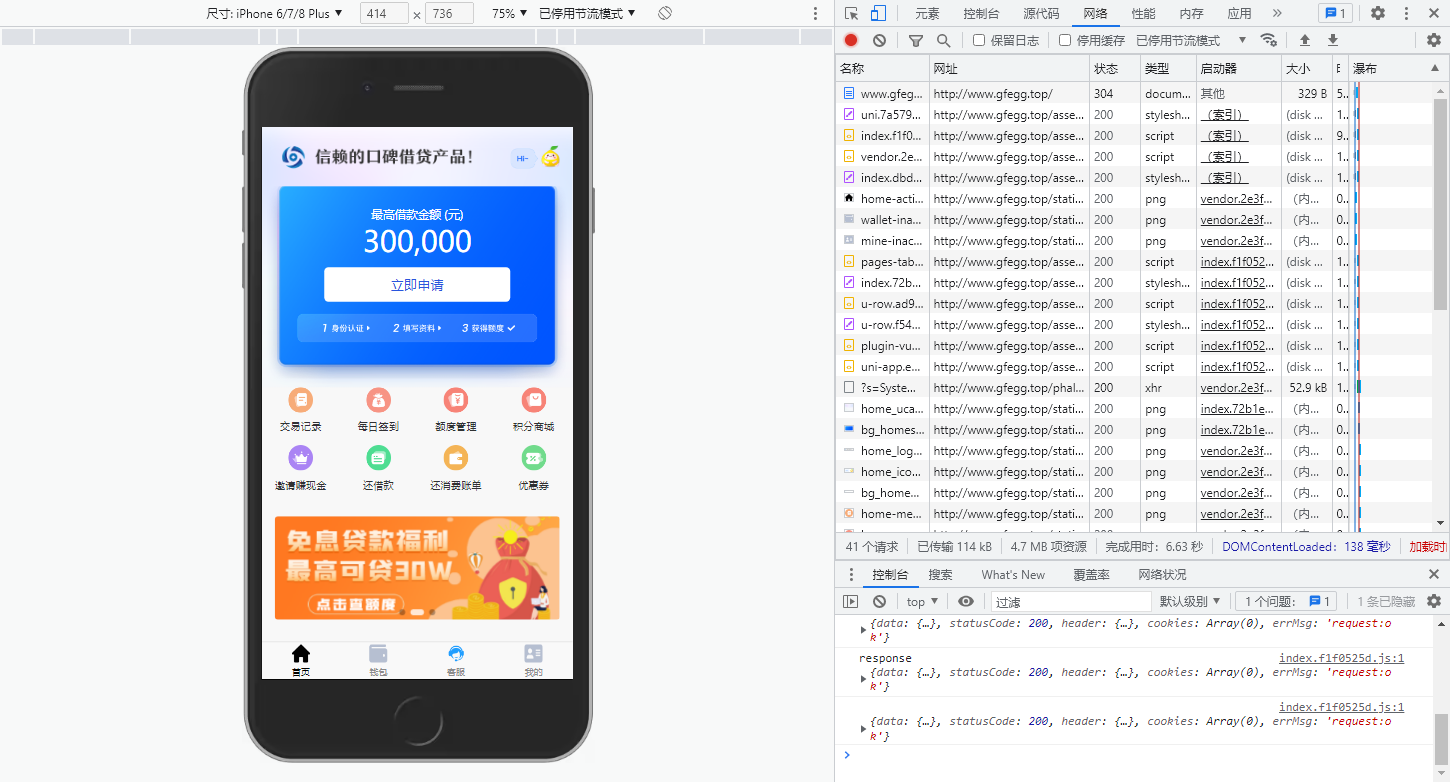 尺寸: iPhone 6/7/8 Plus ▼ 414 × 736 75% ▼ 已停用节流模式 ▼
信赖的口碑借贷产品!
HI~
最高借款金额 (元)
300,000
立即申请
1 身份认证 2 填写资料 3 获得额度
交易记录 每日签到 额度管理 积分商城
邀请赚现金 还借款 还消费账单 优惠券
免息贷款福利
最高可贷30W
点击查额度
首页 钱包 客服 我的
元素 控制台 源代码 网络 性能 内存 应用 » 1
保留日志 停用缓存 已停用节流模式 ▼
名称 网址 状态 类型 启动器 大小 瀑布 ▲
www.gfeg... http://www.gfegg.top/ 304 docum... 其他 329 B 5..
uni.7a579... http://www.gfegg.top/asse... 200 stylesh... （索引） (disk ... 1..
index.f1f0... http://www.gfegg.top/asse... 200 script （索引） (disk ... 9..
vendor.2e... http://www.gfegg.top/asse... 200 script （索引） (disk ... 1..
index.dbd... http://www.gfegg.top/asse... 200 stylesh... （索引） (disk ... 1..
home-acti... http://www.gfegg.top/stati... 200 png vendor.2e3f... (内... 0..
wallet-ina... http://www.gfegg.top/stati... 200 png vendor.2e3f... (内... 0..
mine-inac... http://www.gfegg.top/stati... 200 png vendor.2e3f... (内... 0..
pages-tab... http://www.gfegg.top/asse... 200 script index.f1f052... (disk ... 1..
index.72b... http://www.gfegg.top/asse... 200 stylesh... index.f1f052... (disk ... 1..
u-row.ad9... http://www.gfegg.top/asse... 200 script index.f1f052... (disk ... 1..
u-row.f54... http://www.gfegg.top/asse... 200 stylesh... index.f1f052... (disk ... 1..
plugin-vu... http://www.gfegg.top/asse... 200 script index.f1f052... (disk ... 1..
uni-app.e... http://www.gfegg.top/asse... 200 script index.f1f052... (disk ... 1..
?s=Syste... http://www.gfegg.top/phal... 200 xhr vendor.2e3f... 52.9 kB 1..
home_uca... http://www.gfegg.top/stati... 200 png index.72b1e... (内... 0..
bg_homes... http://www.gfegg.top/stati... 200 png index.72b1e... (内... 0..
home_log... http://www.gfegg.top/stati... 200 png vendor.2e3f... (内... 0..
home_ico... http://www.gfegg.top/stati... 200 png vendor.2e3f... (内... 0..
bg_home... http://www.gfegg.top/stati... 200 png vendor.2e3f... (内... 0..
home-me... http://www.gfegg.top/stati... 200 png vendor.2e3f... (内... 0..
41 个请求 已传输 114 kB 4.7 MB 项资源 完成用时：6.63 秒 DOMContentLoaded：138 毫秒 加载时
控制台 搜索 What's New 覆盖率 网络状况
top ▼ 过滤 默认级别 ▼ 1 个问题： 1 1 条已隐藏
{data: {…}, statusCode: 200, header: {…}, cookies: Array(0), errMsg: 'request:o
k'}
response index.f1f0525d.js:1
{data: {…}, statusCode: 200, header: {…}, cookies: Array(0), errMsg: 'request:o
k'}
index.f1f0525d.js:1
{data: {…}, statusCode: 200, header: {…}, cookies: Array(0), errMsg: 'request:o
k'}